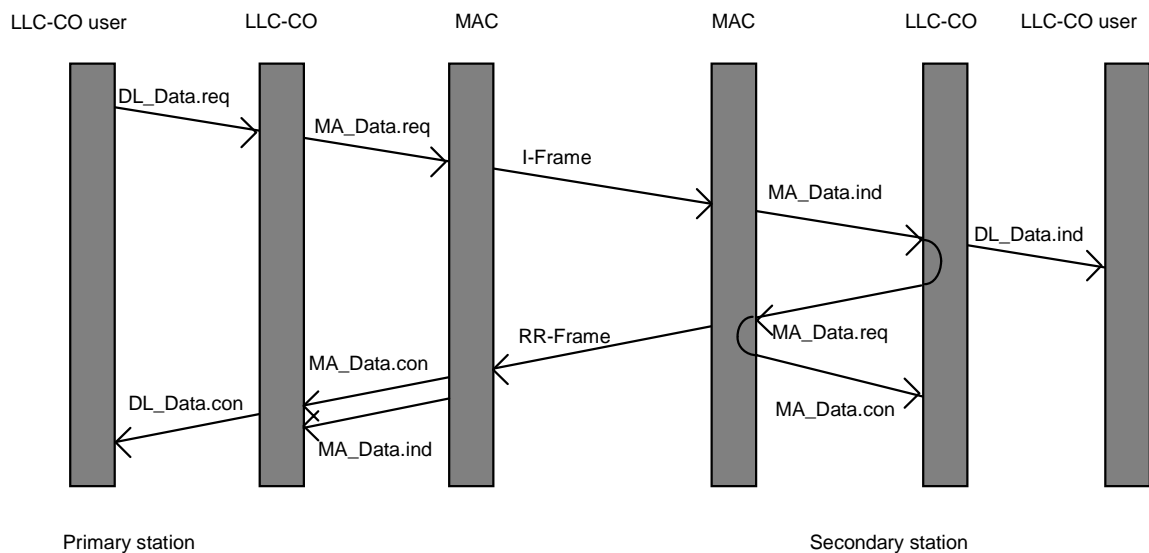 LLC-CO user
LLC-CO
MAC
MAC
LLC-CO
LLC-CO user
DL_Data.req
MA_Data.req
I-Frame
MA_Data.ind
DL_Data.ind
MA_Data.req
RR-Frame
MA_Data.con
DL_Data.con
MA_Data.con
MA_Data.ind
Primary station
Secondary station